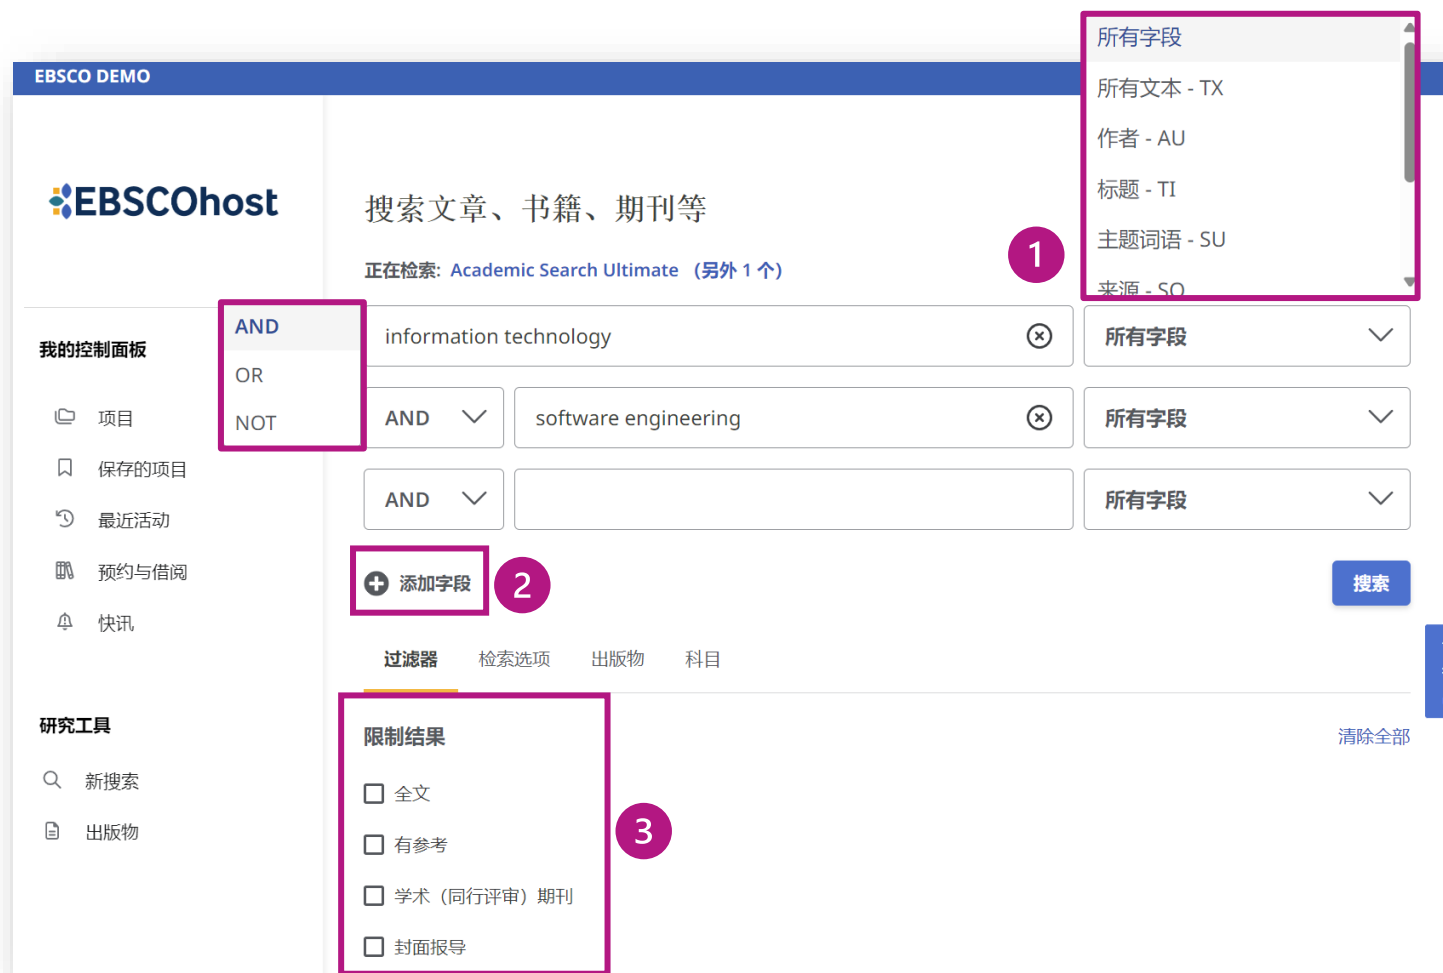 所有字段
所有文本 - TX
作者 - AU
标题 - TI
主题词语 - SU
来源 - SO
1
EBSCO DEMO
EBSCOhost
搜索文章、书籍、期刊等
正在检索: Academic Search Ultimate （另外 1 个）
我的控制面板
项目
保存的项目
最近活动
预约与借阅
快讯
研究工具
新搜索
出版物
AND
OR
NOT
information technology 所有字段
AND software engineering 所有字段
AND 所有字段
添加字段
2
搜索
过滤器 检索选项 出版物 科目
限制结果
清除全部
全文
有参考
学术（同行评审）期刊
封面报导
3